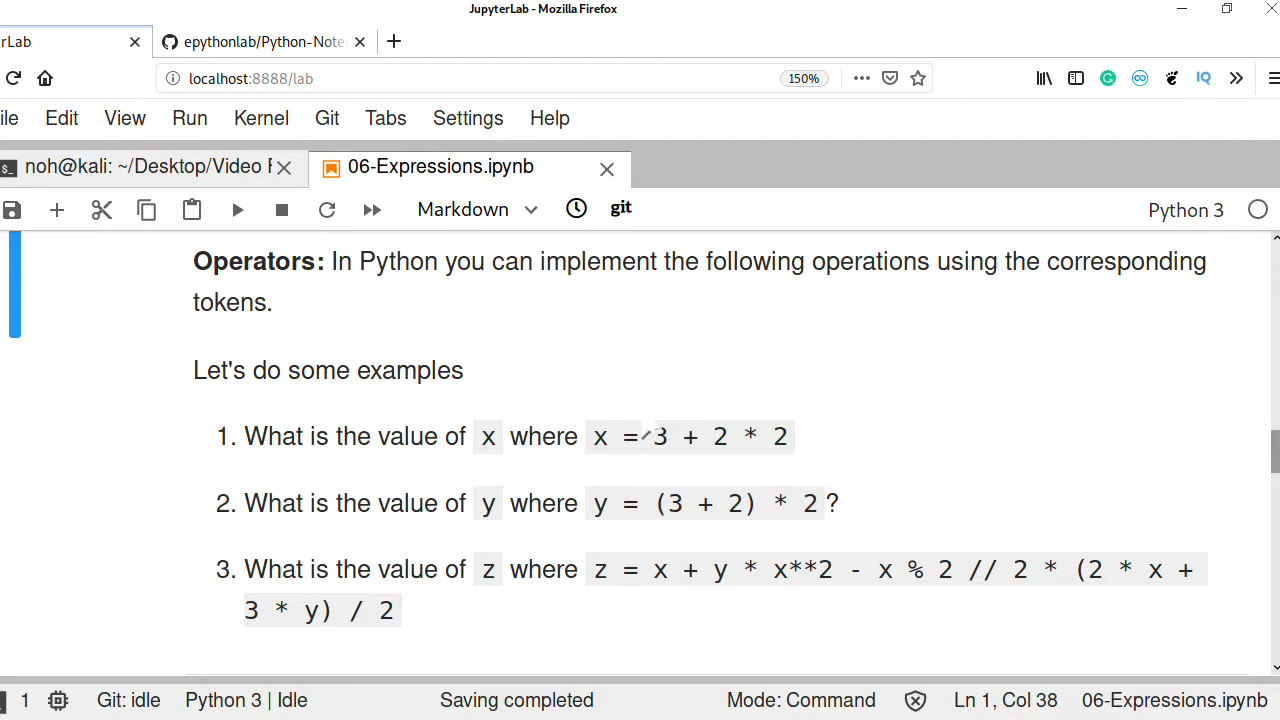 JupyterLab - Mozilla Firefox
rLab
epythonlab/Python-Note
localhost:8888/lab 150% IQ
ile Edit View Run Kernel Git Tabs Settings Help
noh@kali: ~/Desktop/Video F 06-Expressions.ipynb
Markdown git Python 3
Operators: In Python you can implement the following operations using the corresponding
tokens.
Let's do some examples
1. What is the value of x where x = 3 + 2 * 2
2. What is the value of y where y = (3 + 2) * 2?
3. What is the value of z where z = x + y * x**2 - x % 2 // 2 * (2 * x +
3 * y) / 2
1 Git: idle Python 3 | Idle Saving completed Mode: Command Ln 1, Col 38 06-Expressions.ipynb